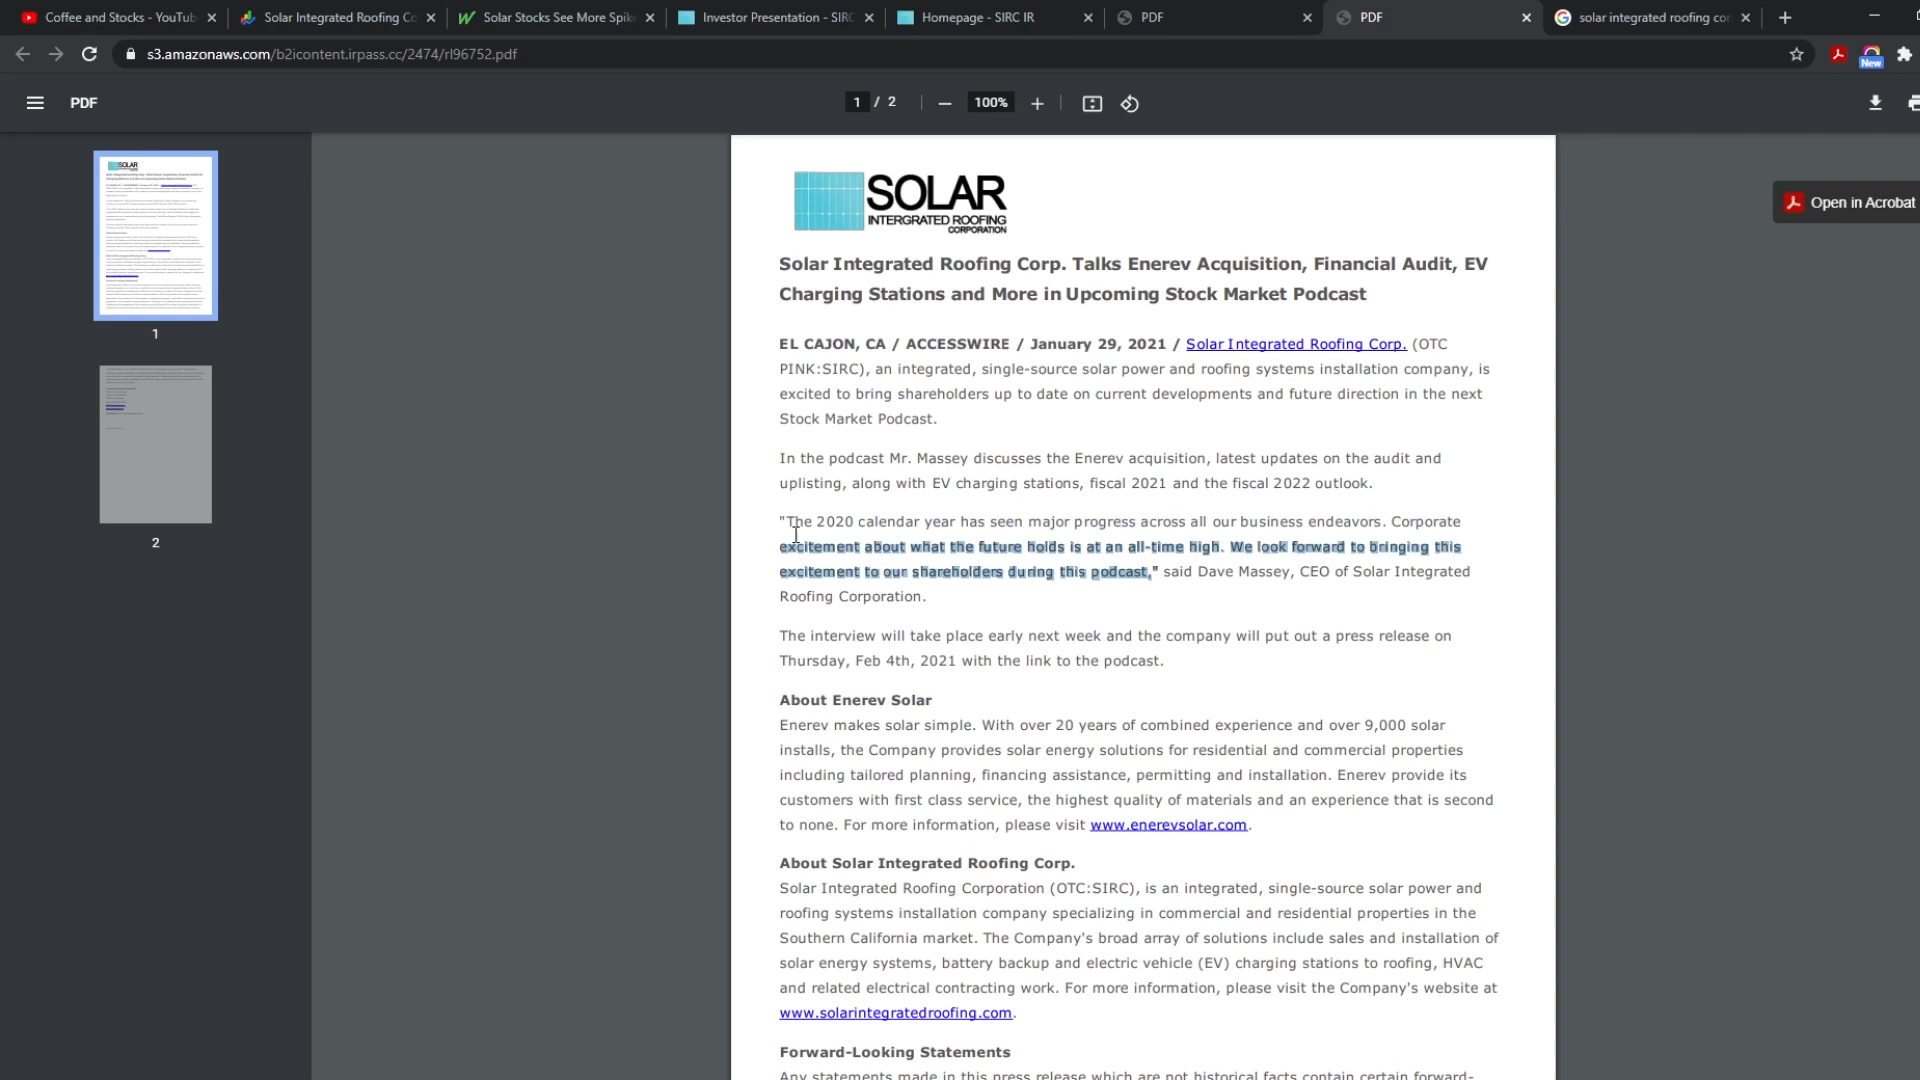 Coffee and Stocks - YouTub
Solar Integrated Roofing Co
Solar Stocks See More Spik
Investor Presentation - SIRC
Homepage - SIRC IR
PDF
PDF
solar integrated roofing cor
s3.amazonaws.com/b2icontent.irpass.cc/2474/rl96752.pdf
New
PDF
1 / 2
100%
Open in Acrobat
1
2
SOLAR
INTERGRATED ROOFING
CORPORATION
Solar Integrated Roofing Corp. Talks Enerev Acquisition, Financial Audit, EV
Charging Stations and More in Upcoming Stock Market Podcast
EL CAJON, CA / ACCESSWIRE / January 29, 2021 / Solar Integrated Roofing Corp. (OTC
PINK:SIRC), an integrated, single-source solar power and roofing systems installation company, is
excited to bring shareholders up to date on current developments and future direction in the next
Stock Market Podcast.
In the podcast Mr. Massey discusses the Enerev acquisition, latest updates on the audit and
uplisting, along with EV charging stations, fiscal 2021 and the fiscal 2022 outlook.
"The 2020 calendar year has seen major progress across all our business endeavors. Corporate
excitement about what the future holds is at an all-time high. We look forward to bringing this
excitement to our shareholders during this podcast," said Dave Massey, CEO of Solar Integrated
Roofing Corporation.
The interview will take place early next week and the company will put out a press release on
Thursday, Feb 4th, 2021 with the link to the podcast.
About Enerev Solar
Enerev makes solar simple. With over 20 years of combined experience and over 9,000 solar
installs, the Company provides solar energy solutions for residential and commercial properties
including tailored planning, financing assistance, permitting and installation. Enerev provide its
customers with first class service, the highest quality of materials and an experience that is second
to none. For more information, please visit www.enerevsolar.com.
About Solar Integrated Roofing Corp.
Solar Integrated Roofing Corporation (OTC:SIRC), is an integrated, single-source solar power and
roofing systems installation company specializing in commercial and residential properties in the
Southern California market. The Company's broad array of solutions include sales and installation of
solar energy systems, battery backup and electric vehicle (EV) charging stations to roofing, HVAC
and related electrical contracting work. For more information, please visit the Company's website at
www.solarintegratedroofing.com.
Forward-Looking Statements
Any statements made in this press release which are not historical facts contain certain forward-